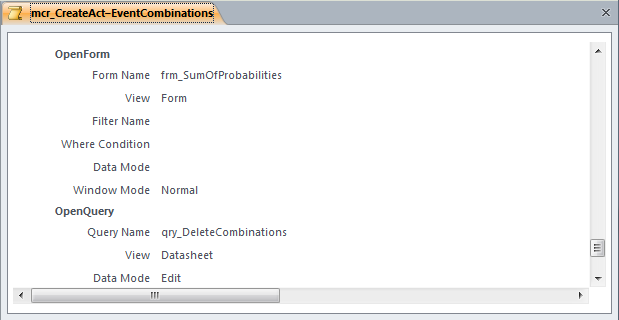 mcr_CreateAct–EventCombinations
OpenForm
Form Name frm_SumOfProbabilities
View Form
Filter Name
Where Condition
Data Mode
Window Mode Normal
OpenQuery
Query Name qry_DeleteCombinations
View Datasheet
Data Mode Edit